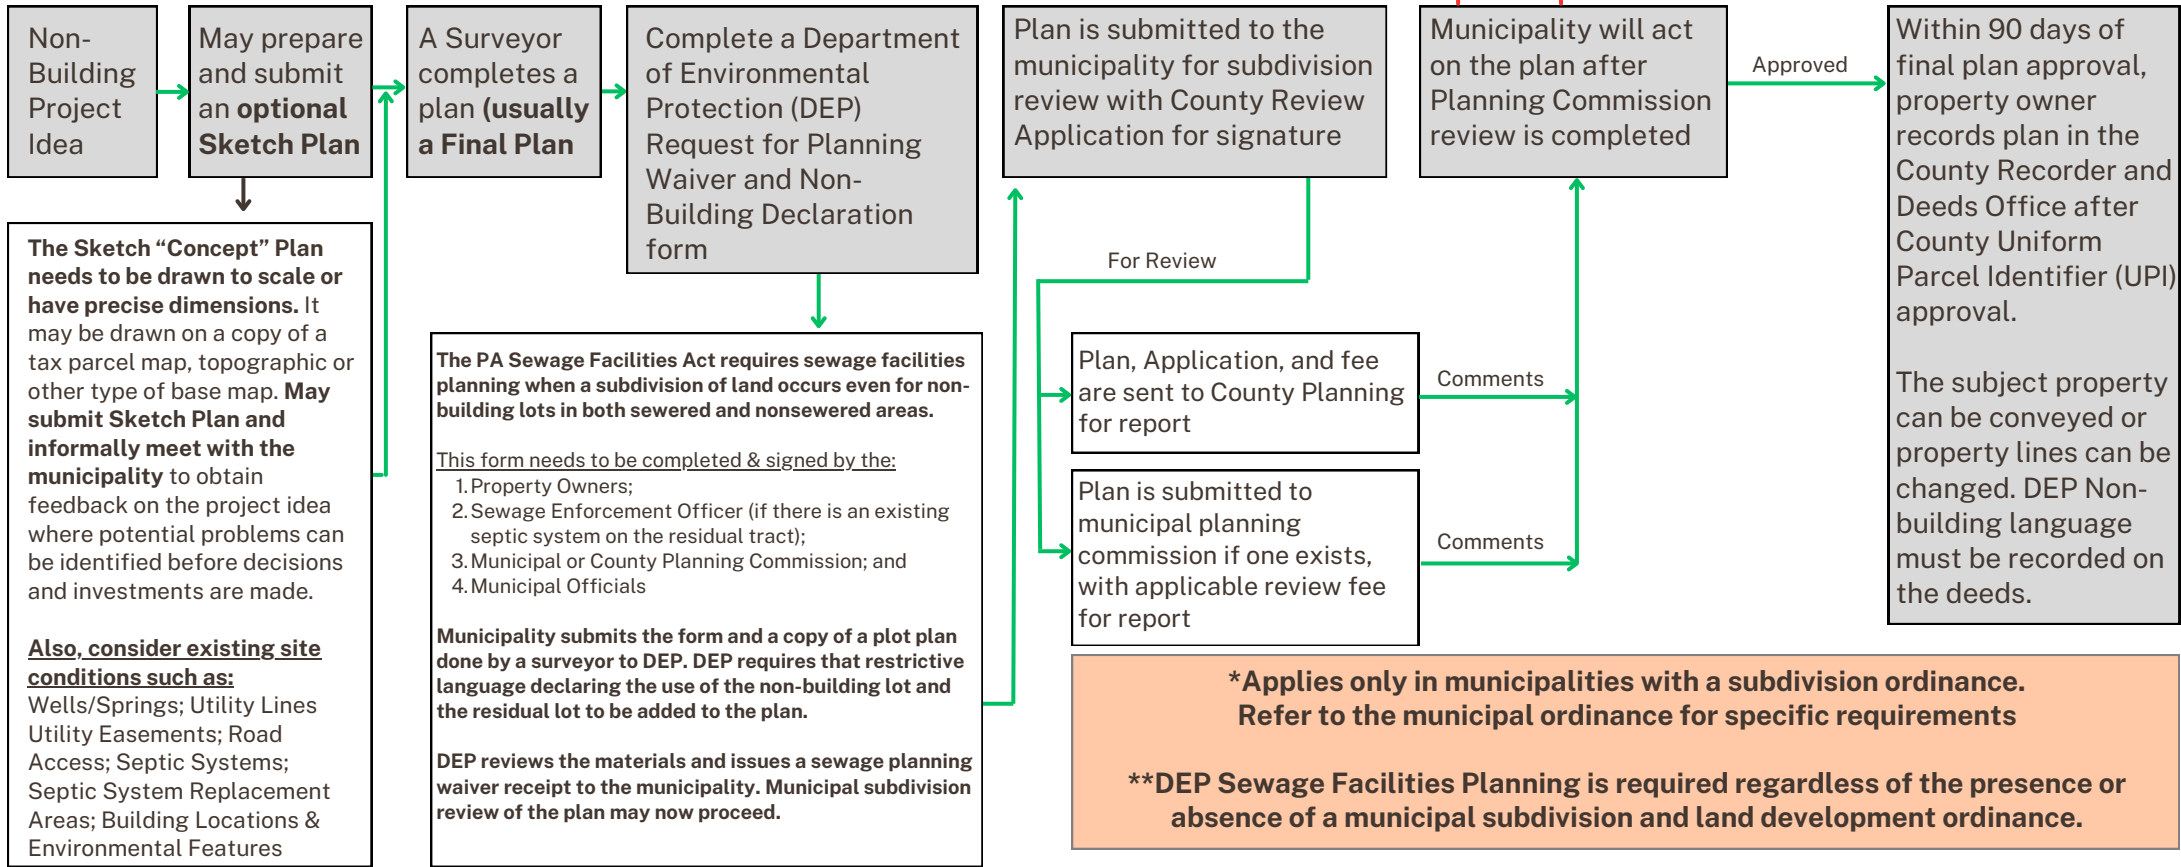 Non-
Building
Project
Idea
May prepare
and submit
an optional
Sketch Plan
A Surveyor
completes a
plan (usually
a Final Plan
Complete a Department
of Environmental
Protection (DEP)
Request for Planning
Waiver and Non-
Building Declaration
form
Plan is submitted to the
municipality for subdivision
review with County Review
Application for signature
Municipality will act
on the plan after
Planning Commission
review is completed
Approved
Within 90 days of
final plan approval,
property owner
records plan in the
County Recorder and
Deeds Office after
County Uniform
Parcel Identifier (UPI)
approval.
The subject property
can be conveyed or
property lines can be
changed. DEP Non-
building language
must be recorded on
the deeds.
The Sketch “Concept” Plan
needs to be drawn to scale or
have precise dimensions. It
may be drawn on a copy of a
tax parcel map, topographic or
other type of base map. May
submit Sketch Plan and
informally meet with the
municipality to obtain
feedback on the project idea
where potential problems can
be identified before decisions
and investments are made.
Also, consider existing site
conditions such as:
Wells/Springs; Utility Lines
Utility Easements; Road
Access; Septic Systems;
Septic System Replacement
Areas; Building Locations &
Environmental Features
The PA Sewage Facilities Act requires sewage facilities
planning when a subdivision of land occurs even for non-
building lots in both sewered and nonsewered areas.
This form needs to be completed & signed by the:
1. Property Owners;
2. Sewage Enforcement Officer (if there is an existing
septic system on the residual tract);
3. Municipal or County Planning Commission; and
4. Municipal Officials
Municipality submits the form and a copy of a plot plan
done by a surveyor to DEP. DEP requires that restrictive
language declaring the use of the non-building lot and
the residual lot to be added to the plan.
DEP reviews the materials and issues a sewage planning
waiver receipt to the municipality. Municipal subdivision
review of the plan may now proceed.
For Review
Plan, Application, and fee
are sent to County Planning
for report
Comments
Plan is submitted to
municipal planning
commission if one exists,
with applicable review fee
for report
Comments
*Applies only in municipalities with a subdivision ordinance.
Refer to the municipal ordinance for specific requirements
**DEP Sewage Facilities Planning is required regardless of the presence or
absence of a municipal subdivision and land development ordinance.